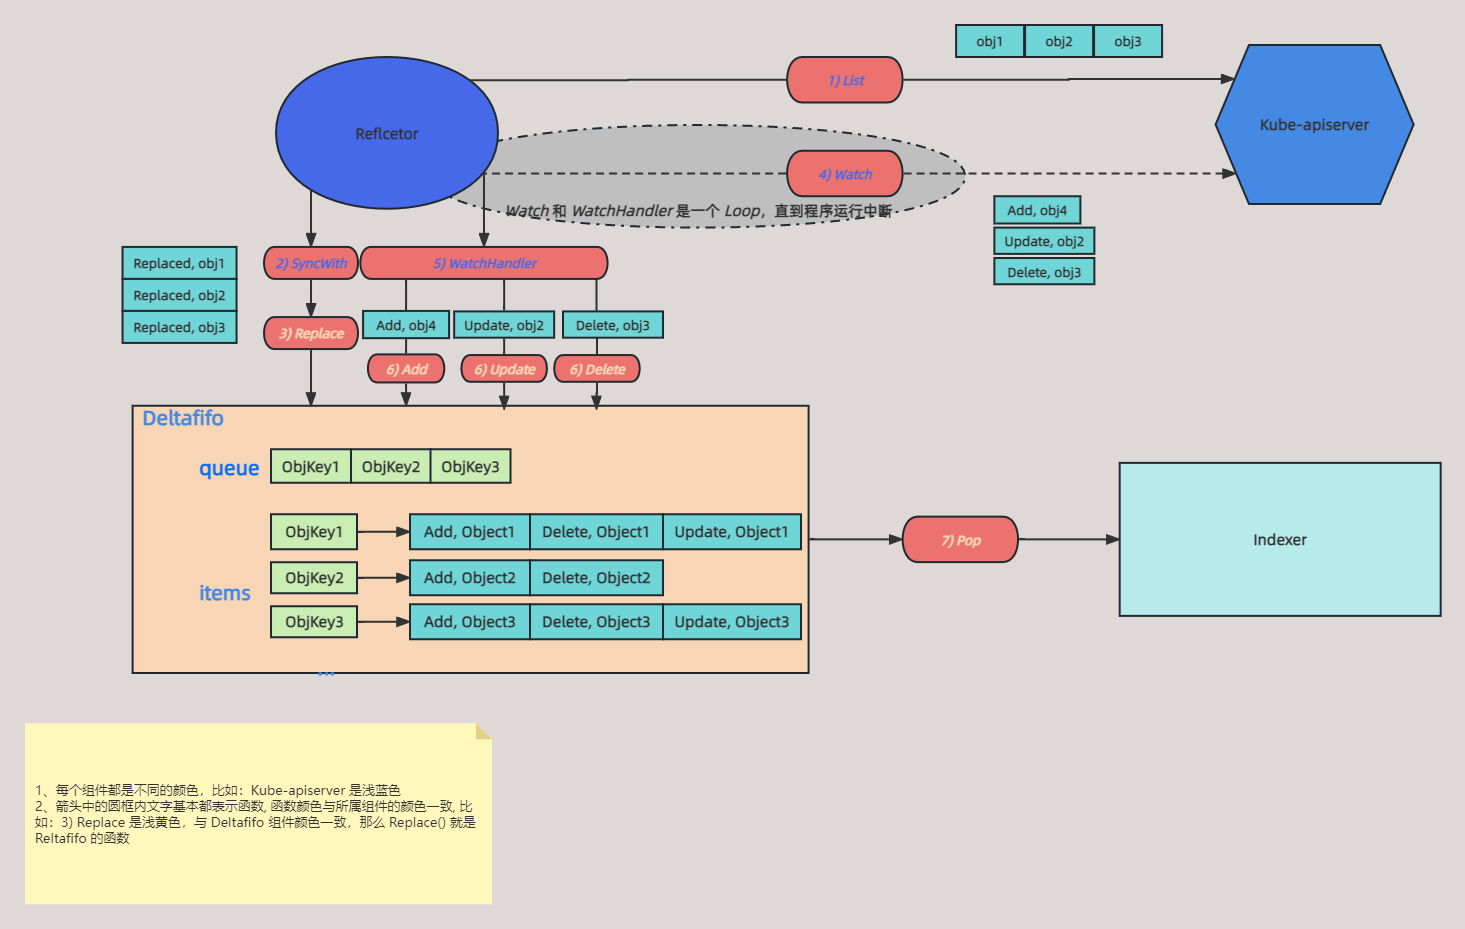 obj1 obj2 obj3
1) List
Reflcetor
Kube-apiserver
4) Watch
Watch 和 WatchHandler 是一个 Loop，直到程序运行中断
Add, obj4
Update, obj2
Delete, obj3
Replaced, obj1
Replaced, obj2
Replaced, obj3
2) SyncWith
5) WatchHandler
3) Replace
Add, obj4
Update, obj2
Delete, obj3
6) Add
6) Update
6) Delete
Deltafifo
queue
ObjKey1 ObjKey2 ObjKey3
ObjKey1
Add, Object1 Delete, Object1 Update, Object1
items
ObjKey2
Add, Object2 Delete, Object2
ObjKey3
Add, Object3 Delete, Object3 Update, Object3
...
7) Pop
Indexer
1、每个组件都是不同的颜色，比如：Kube-apiserver 是浅蓝色
2、箭头中的圆框内文字基本都表示函数, 函数颜色与所属组件的颜色一致, 比
如：3) Replace 是浅黄色，与 Deltafifo 组件颜色一致，那么 Replace() 就是
Reltafifo 的函数